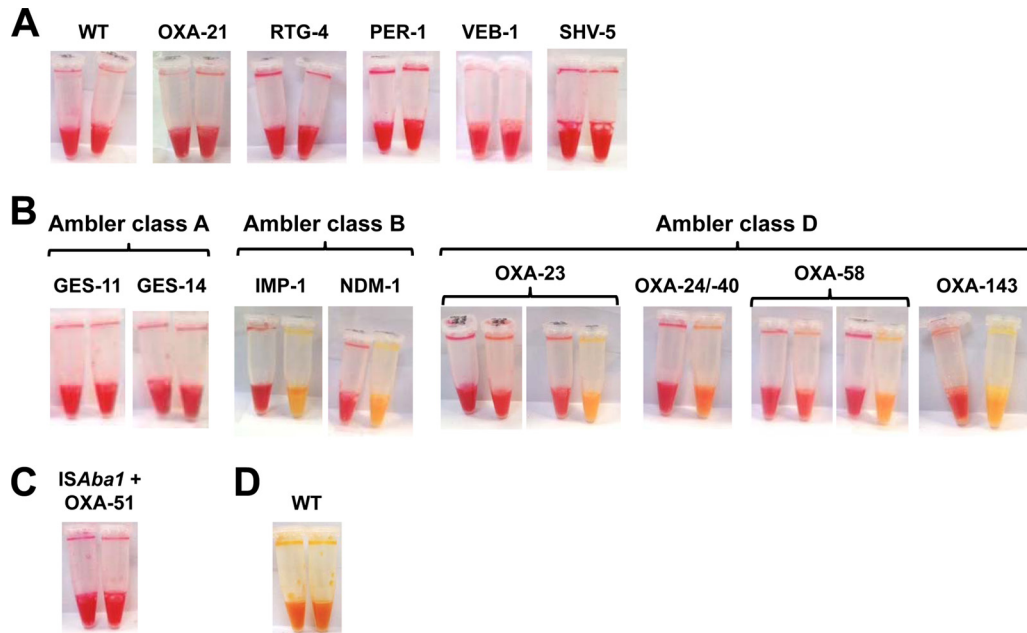 A
WT OXA-21 RTG-4 PER-1 VEB-1 SHV-5
B
Ambler class A Ambler class B Ambler class D
GES-11 GES-14 IMP-1 NDM-1 OXA-23 OXA-24/-40 OXA-58 OXA-143
C
ISAba1 +
OXA-51
D
WT